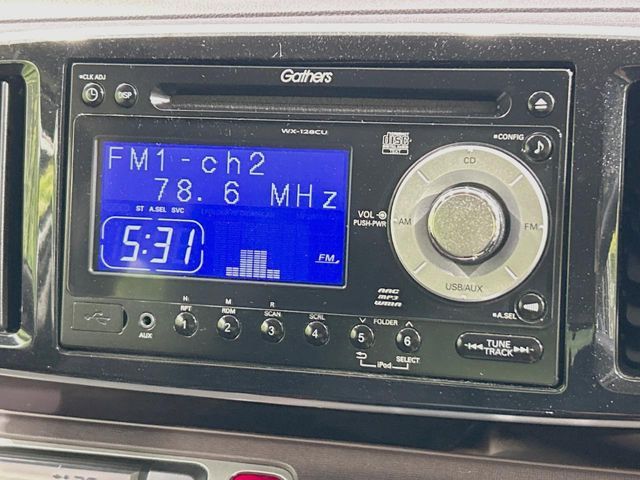 CLK ADJ
DISP
Gathers
WX-128CU
disc
TEXT
CONFIG
FM1-ch2
78.6 MHz
ST A.SEL SVC
5:31
FM
VOL
PUSH-PWR
CD
AM
FM
USB/AUX
AAC
MP3
WMA
A.SEL
AUX
H
RPT
1
M
RDM
2
R
SCAN
3
SCRL
4
FOLDER
5
6
iPod
SELECT
TUNE
TRACK